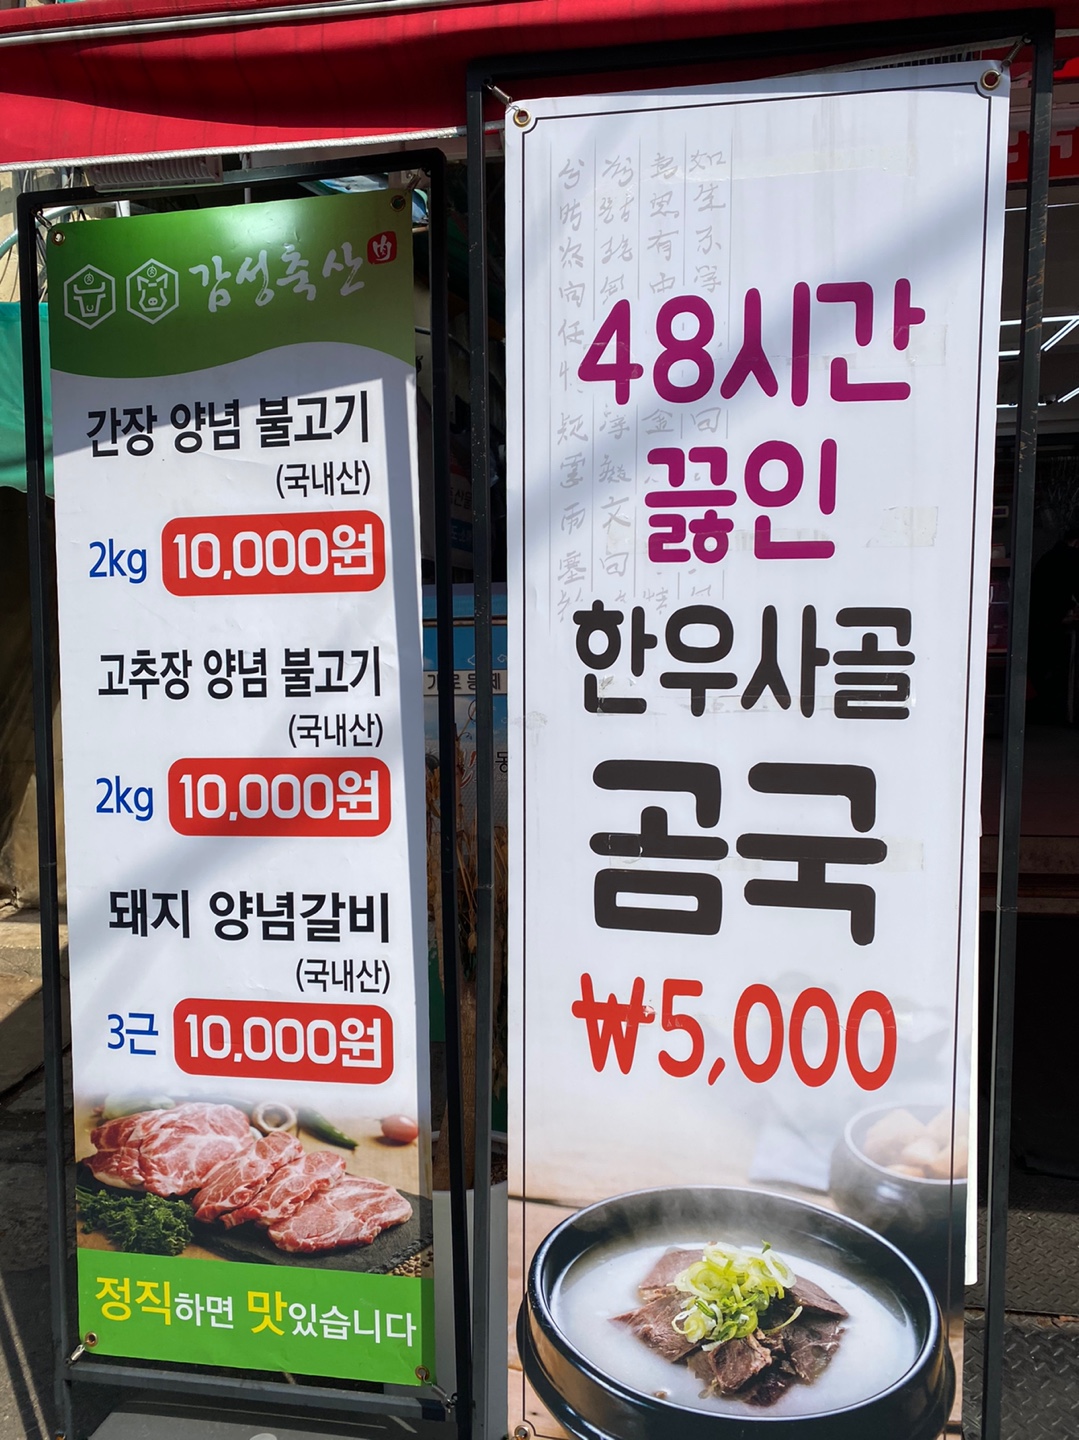 감성축산
肉
간장 양념 불고기
(국내산)
2kg 10,000원
고추장 양념 불고기
(국내산)
2kg 10,000원
돼지 양념갈비
(국내산)
3근 10,000원
정직하면 맛있습니다
48시간
끓인
한우사골
곰국
₩5,000